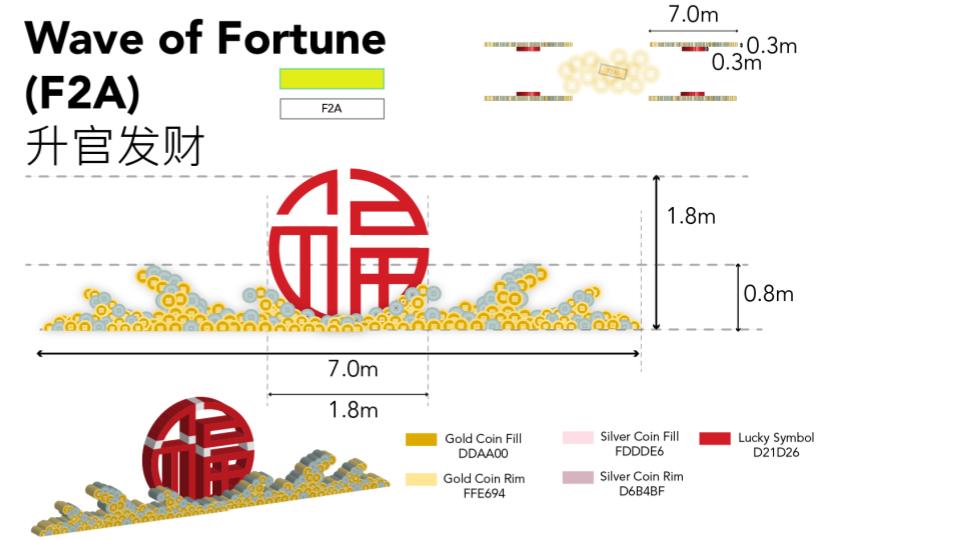 Wave of Fortune
(F2A)
升官发财
F2A
7.0m
0.3m
0.3m
福
1.8m
0.8m
7.0m
1.8m
福
Gold Coin Fill
DDAA00
Silver Coin Fill
FDDDE6
Lucky Symbol
D21D26
Gold Coin Rim
FFE694
Silver Coin Rim
D6B4BF